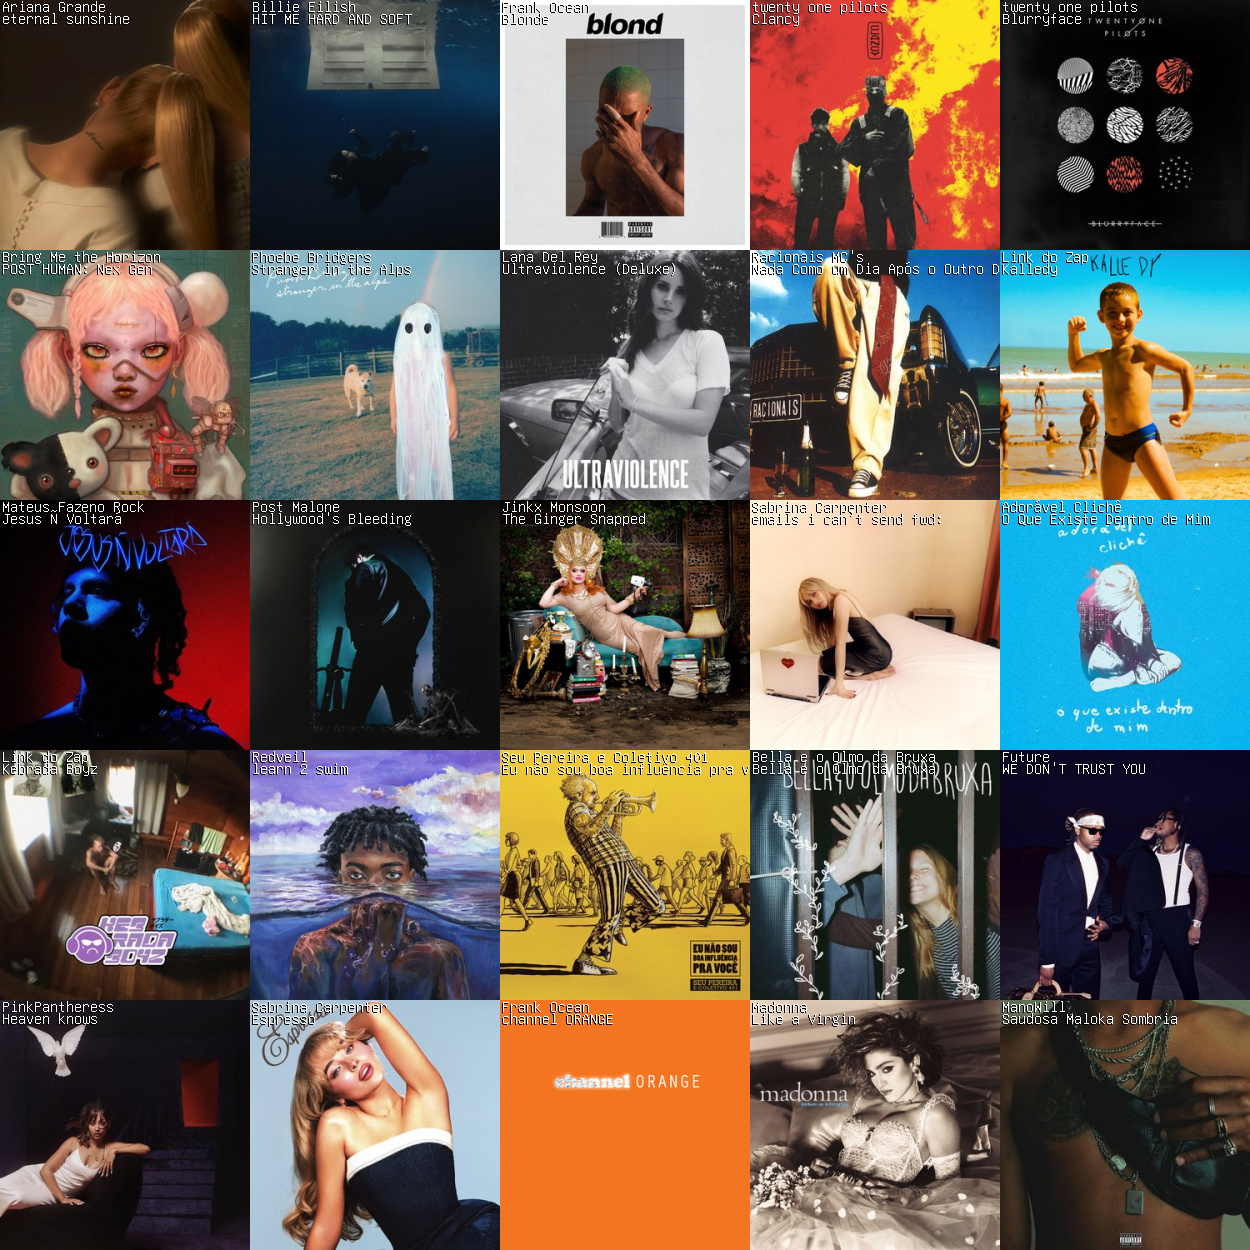 Ariana Grande
eternal sunshine
Billie Eilish
HIT ME HARD AND SOFT
Frank Ocean
Blonde
blond
twenty one pilots
Clancy
CLANCY
twenty one pilots
Blurryface
TWENTY ONE
PILOTS
BLURRYFACE
Bring Me the Horizon
POST HUMAN: Nex Gen
Phoebe Bridgers
Stranger in the Alps
stranger in the alps
Lana Del Rey
Ultraviolence (Deluxe)
ULTRAVIOLENCE
Racionais MC's
Nada Como um Dia Após o Outro D
RACIONAIS
Link do Zap
Kalledy
KALLE DY
Mateus Fazeno Rock
Jesus Ñ Voltará
JESUS Ñ VOLTARÁ
Post Malone
Hollywood's Bleeding
Jinkx Monsoon
The Ginger Snapped
Sabrina Carpenter
emails i can't send fwd:
Adorável Clichê
O Que Existe Dentro de Mim
adorável
clichê
o que existe dentro
de mim
Link do Zap
Kebrada Boyz
KEBRADA
BOYZ
Redveil
learn 2 swim
Seu Pereira e Coletivo 401
Eu não sou boa influência pra v
EU NÃO SOU
BOA INFLUÊNCIA
PRA VOCÊ
SEU PEREIRA
E COLETIVO 401
Bella e o Olmo da Bruxa
Bella e o Olmo da Bruxa
BELLA E O OLMO DA BRUXA
Future
WE DON'T TRUST YOU
PinkPantheress
Heaven knows
Sabrina Carpenter
Espresso
Espresso
Frank Ocean
channel ORANGE
channel ORANGE
Madonna
Like a Virgin
madonna
like a virgin
ManoWill
Saudosa Maloka Sombria